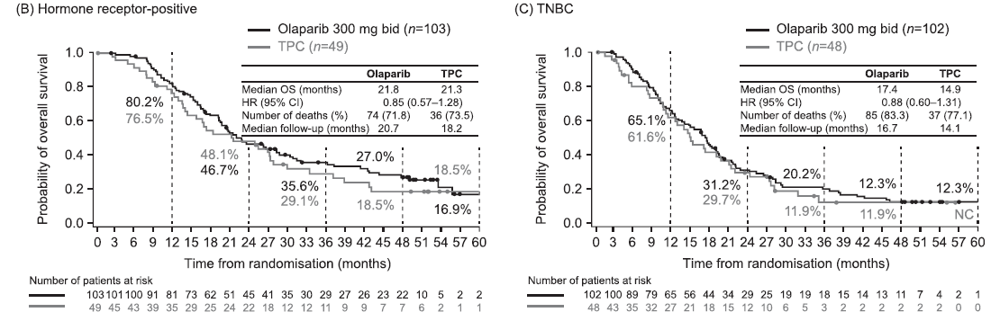 (B) Hormone receptor-positive
Olaparib 300 mg bid (n=103)
TPC (n=49)
Olaparib TPC
Median OS (months) 21.8 21.3
HR (95% CI) 0.85 (0.57–1.28)
Number of deaths (%) 74 (71.8) 36 (73.5)
Median follow-up (months) 20.7 18.2
Probability of overall survival
1.0
0.8
0.6
0.4
0.2
0.0
80.2%
76.5%
48.1%
46.7%
35.6%
29.1%
27.0%
18.5%
18.5%
16.9%
0 3 6 9 12 15 18 21 24 27 30 33 36 39 42 45 48 51 54 57 60
Time from randomisation (months)
Number of patients at risk
103 101 100 91 81 73 62 51 45 41 35 30 29 27 26 23 22 10 5 2 2
49 45 43 39 35 29 25 24 22 18 12 12 11 9 9 7 7 6 2 1 1
(C) TNBC
Olaparib 300 mg bid (n=102)
TPC (n=48)
Olaparib TPC
Median OS (months) 17.4 14.9
HR (95% CI) 0.88 (0.60–1.31)
Number of deaths (%) 85 (83.3) 37 (77.1)
Median follow-up (months) 16.7 14.1
Probability of overall survival
1.0
0.8
0.6
0.4
0.2
0.0
65.1%
61.6%
31.2%
29.7%
20.2%
11.9%
12.3%
11.9%
12.3%
NC
0 3 6 9 12 15 18 21 24 27 30 33 36 39 42 45 48 51 54 57 60
Time from randomisation (months)
Number of patients at risk
102 100 89 79 65 56 44 34 29 25 19 19 18 15 14 13 11 7 4 2 1
48 43 35 32 27 21 18 15 12 10 6 5 3 2 2 2 2 2 2 0 0